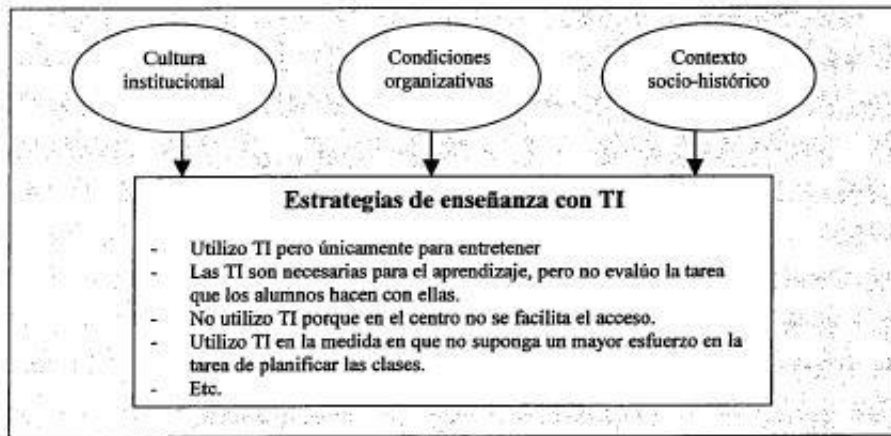 Cultura
institucional
Condiciones
organizativas
Contexto
socio-histórico
Estrategias de enseñanza con TI
- Utilizo TI pero únicamente para entretener
- Las TI son necesarias para el aprendizaje, pero no evalúo la tarea
que los alumnos hacen con ellas.
- No utilizo TI porque en el centro no se facilita el acceso.
- Utilizo TI en la medida en que no suponga un mayor esfuerzo en la
tarea de planificar las clases.
- Etc.